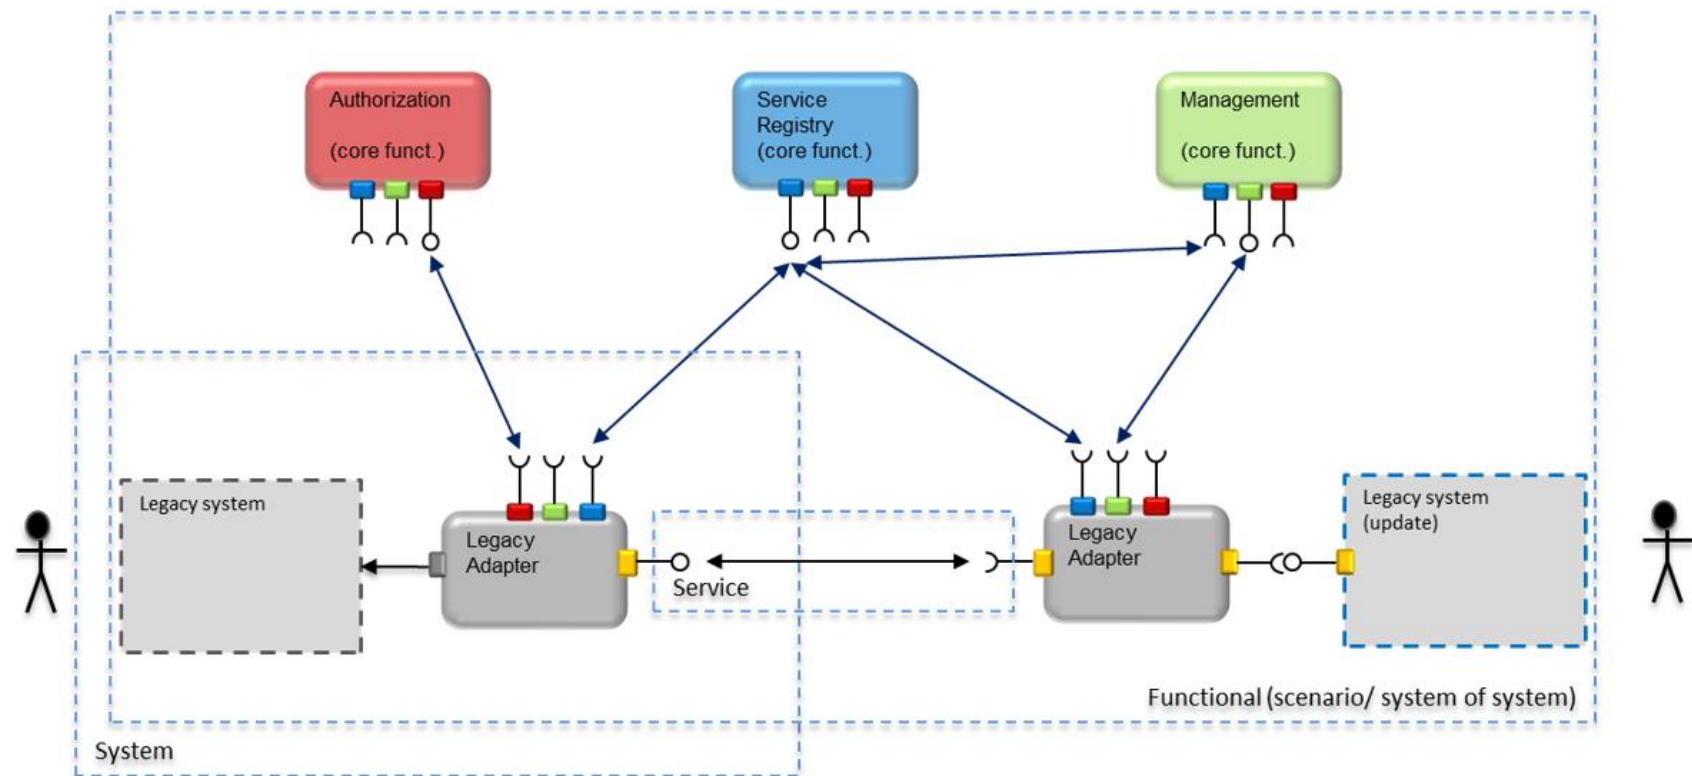 Authorization
(core funct.)
Service
Registry
(core funct.)
Management
(core funct.)
Legacy system
Legacy
Adapter
Service
Legacy
Adapter
Legacy system
(update)
Functional (scenario/ system of system)
System